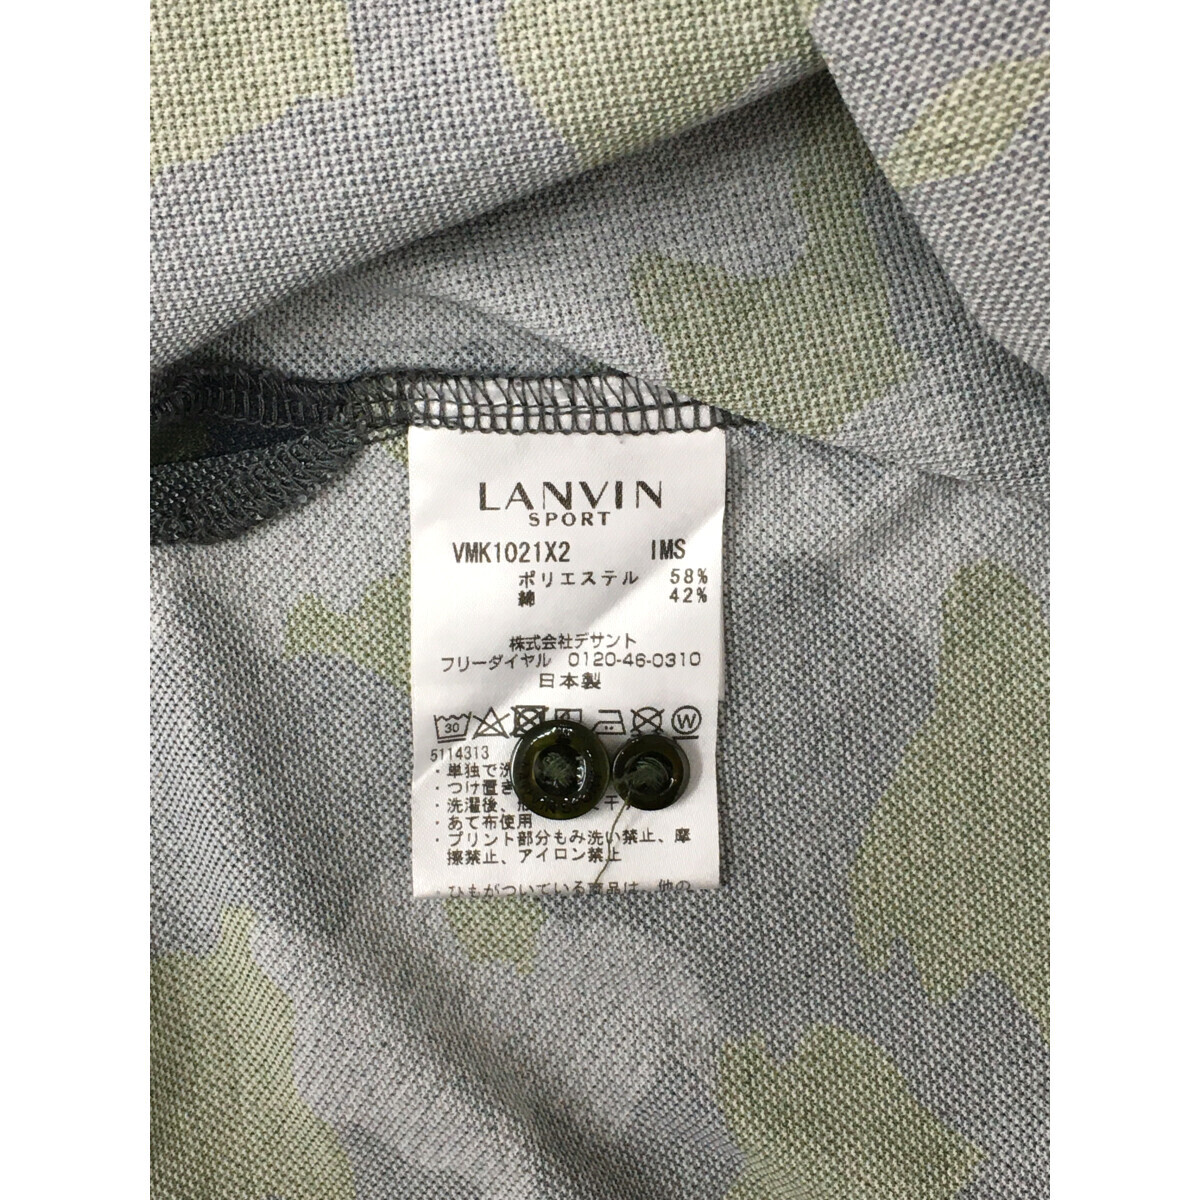 LANVIN
SPORT
VMK1021X2 IMS
ポリエステル 58%
綿 42%
株式会社デサント
フリーダイヤル 0120-46-0310
日本製
30 W
5114313
・単独で洗
・つけ置き
・洗濯後、
・あて布使用
・プリント部分もみ洗い禁止、摩
擦禁止、アイロン禁止
・ひもがついている商品は、他の